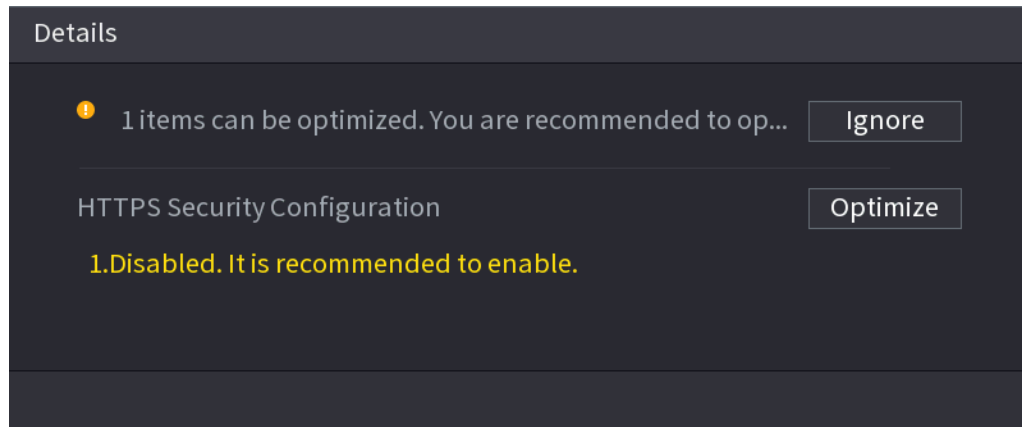 Details
1 items can be optimized. You are recommended to op...
Ignore
HTTPS Security Configuration
Optimize
1.Disabled. It is recommended to enable.